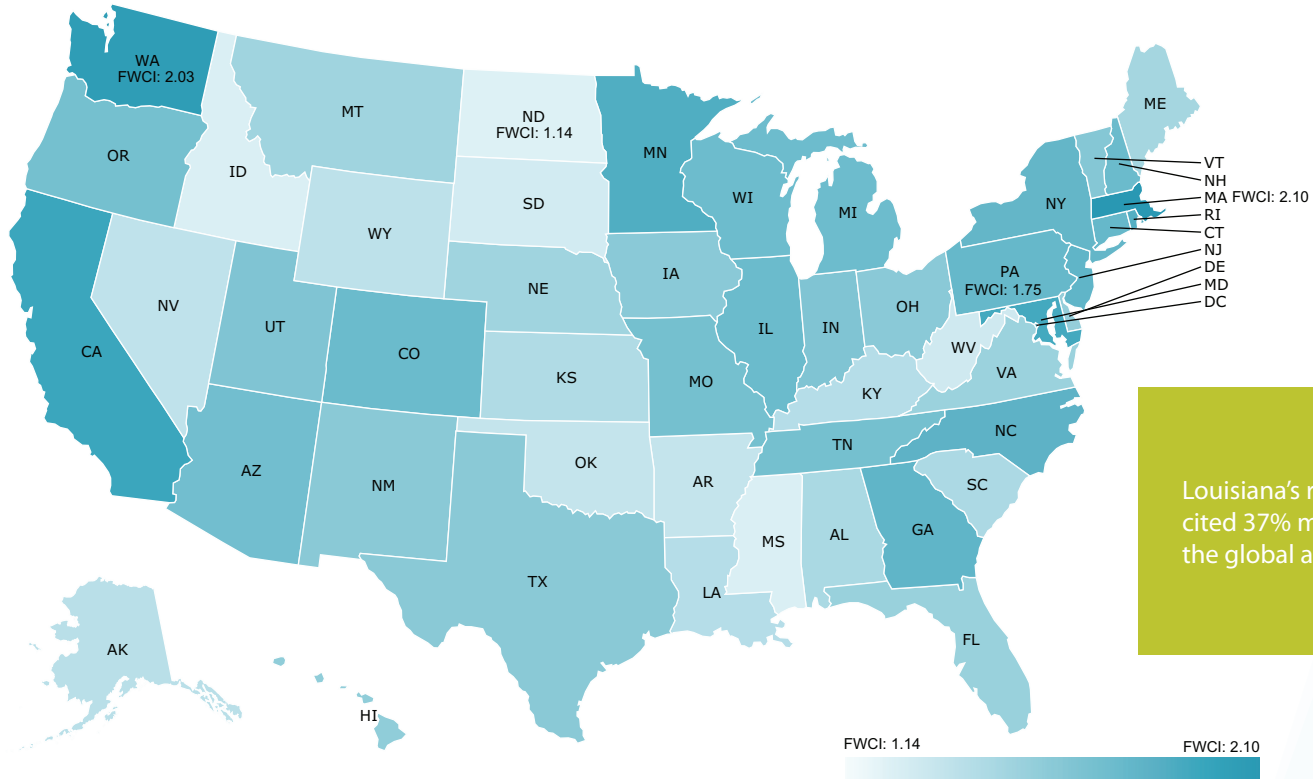 WA
FWCI: 2.03
MT
ND
FWCI: 1.14
MN
ME
OR
ID
SD
WI
MI
NY
VT
NH
MA FWCI: 2.10
RI
CT
NJ
DE
MD
DC
WY
IA
PA
FWCI: 1.75
NV
NE
OH
UT
IL
IN
CA
CO
WV
VA
KS
MO
KY
NC
TN
AZ
OK
NM
AR
SC
MS
AL
GA
TX
LA
FL
AK
HI
Louisiana's
cited 37%
the global
FWCI: 1.14
FWCI: 2.10